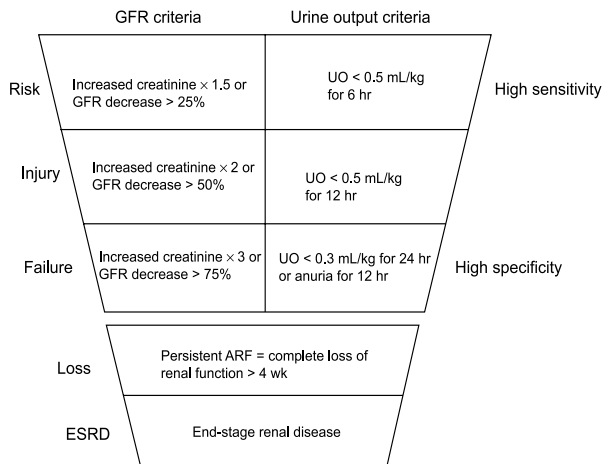 GFR criteria
Urine output criteria
Risk
Increased creatinine × 1.5 or
GFR decrease > 25%
UO < 0.5 mL/kg
for 6 hr
High sensitivity
Injury
Increased creatinine × 2 or
GFR decrease > 50%
UO < 0.5 mL/kg
for 12 hr
Failure
Increased creatinine × 3 or
GFR decrease > 75%
UO < 0.3 mL/kg for 24 hr
or anuria for 12 hr
High specificity
Loss
Persistent ARF = complete loss of
renal function > 4 wk
ESRD
End-stage renal disease